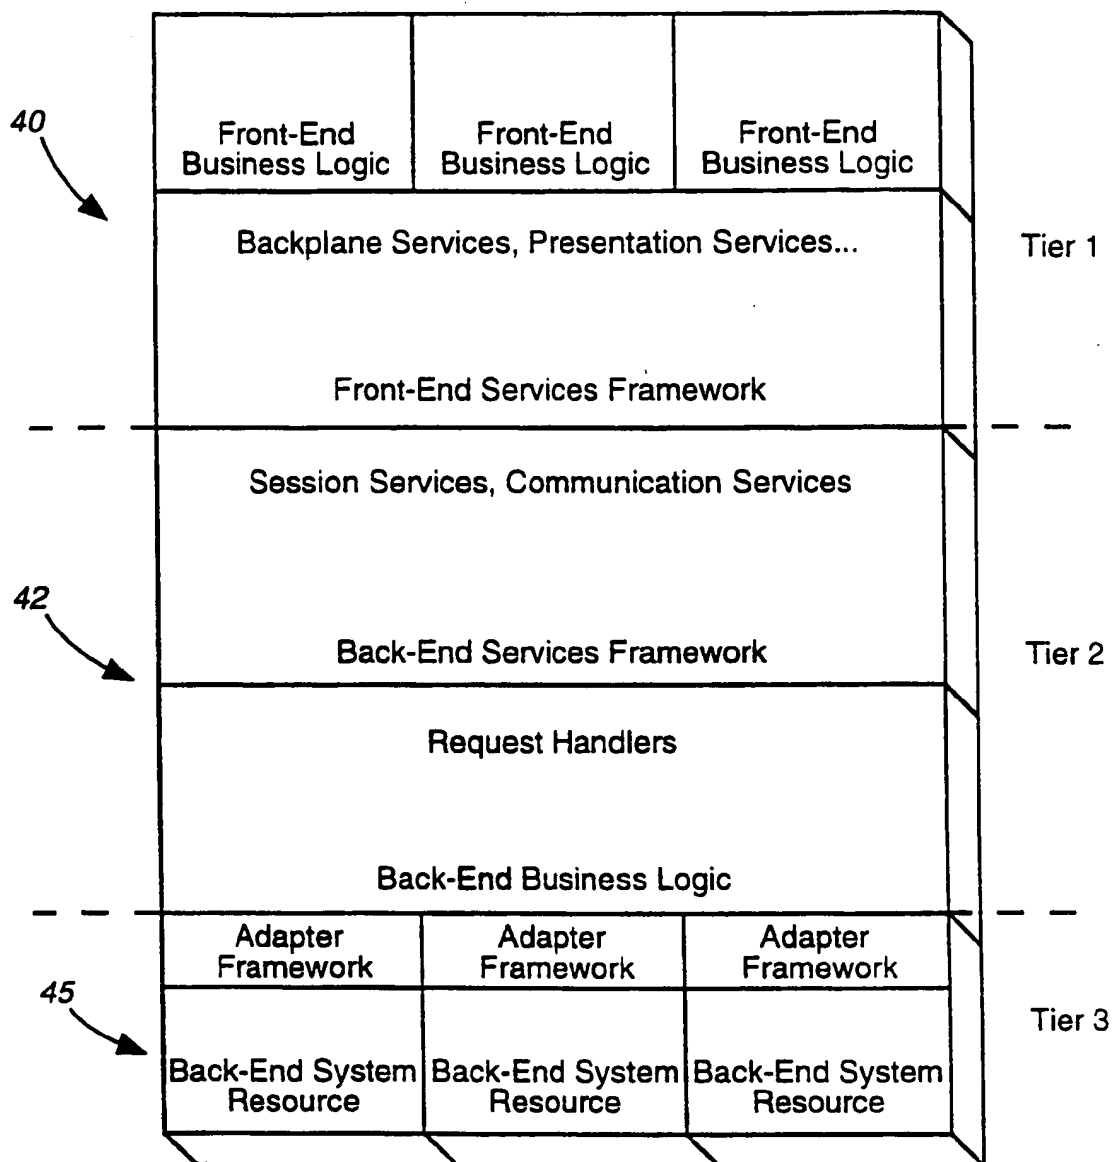 Front-End
Business Logic
Front-End
Business Logic
Front-End
Business Logic
40
Backplane Services, Presentation Services...
Tier 1
Front-End Services Framework
Session Services, Communication Services
42
Back-End Services Framework
Tier 2
Request Handlers
Back-End Business Logic
Adapter
Framework
Adapter
Framework
Adapter
Framework
45
Tier 3
Back-End System
Resource
Back-End System
Resource
Back-End System
Resource